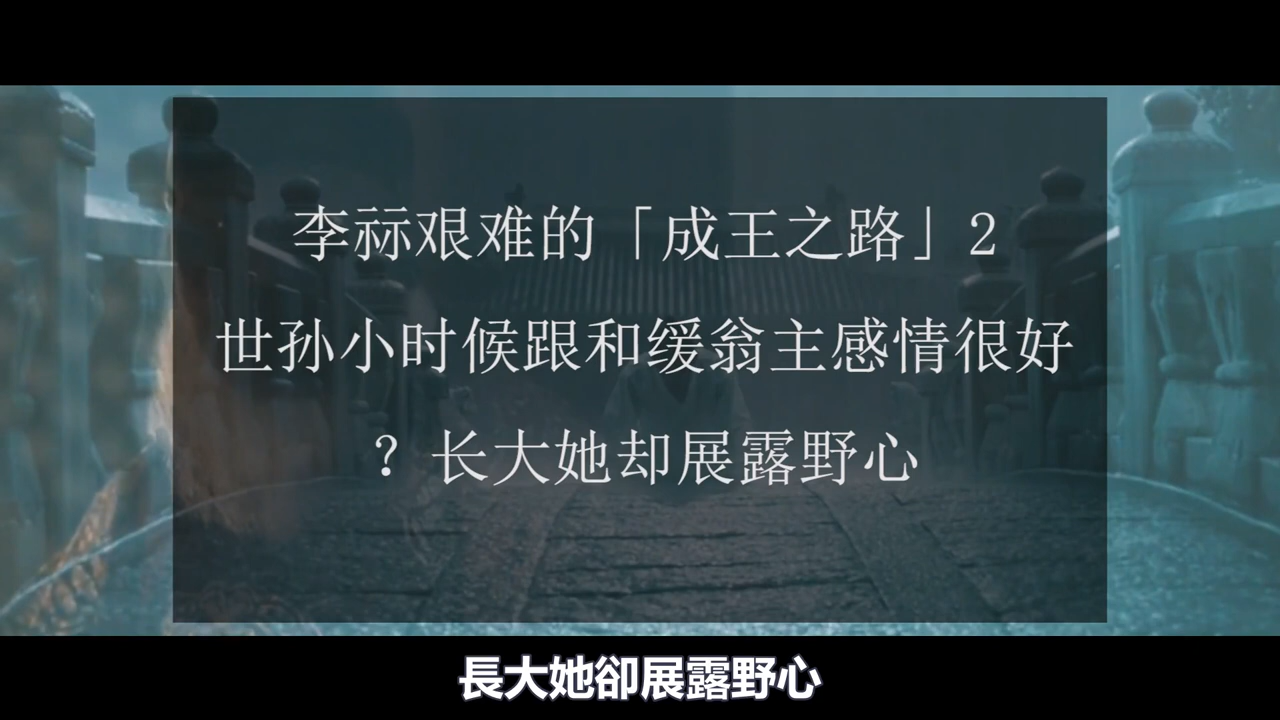 李祘艰难的「成王之路」2
世孙小时候跟和缓翁主感情很好
？长大她却展露野心
長大她卻展露野心